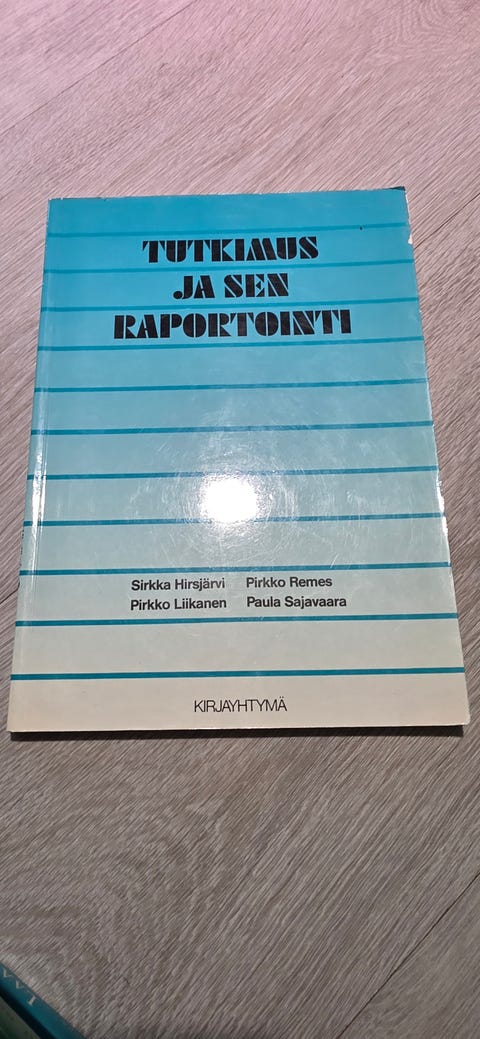 TUTKIMUS
JA SEN
RAPORTOINTI
Sirkka Hirsjärvi Pirkko Remes
Pirkko Liikanen Paula Sajavaara
KIRJAYHTYMÄ